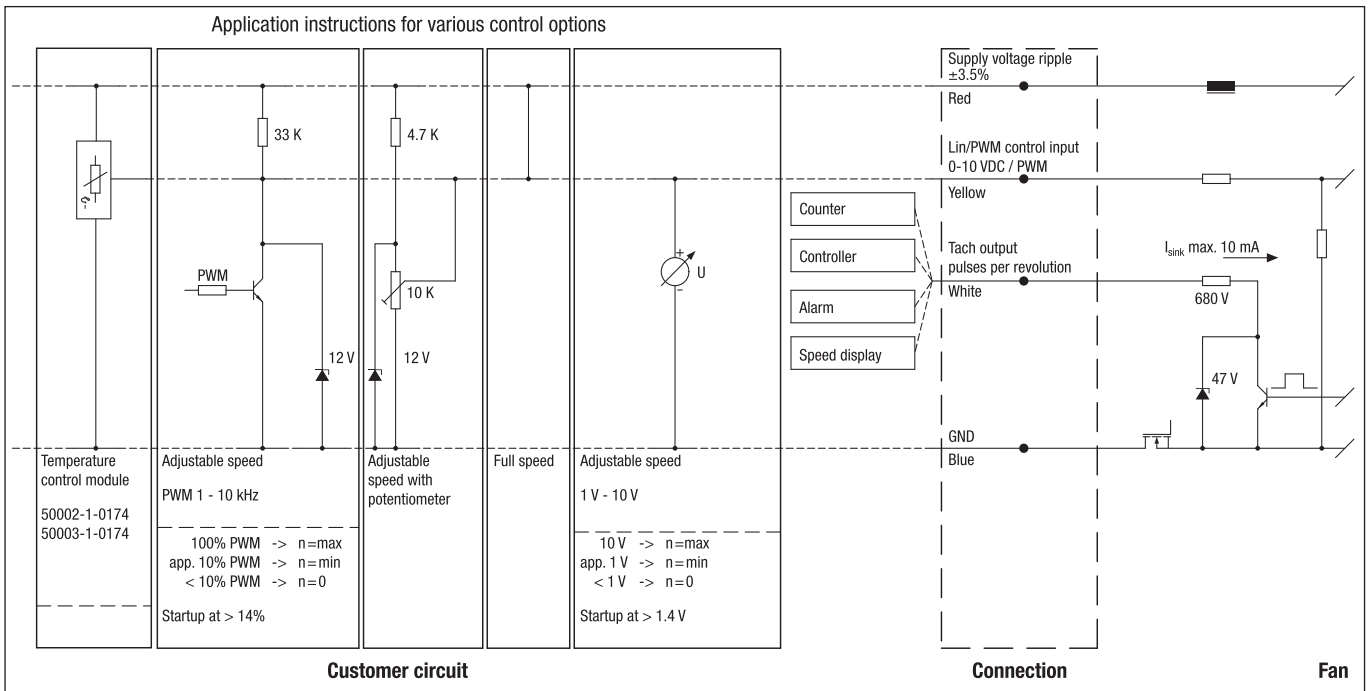 Application instructions for various control options
Supply voltage ripple
±3.5%
Red
33 K
4.7 K
Lin/PWM control input
0-10 VDC / PWM
Yellow
Counter
Controller
Alarm
Speed display
Tach output
pulses per revolution
White
Isink max. 10 mA
680 V
PWM
10 K
+
U
–
12 V
12 V
47 V
GND
Blue
Temperature
control module
50002-1-0174
50003-1-0174
Adjustable speed
PWM 1 - 10 kHz
100% PWM -> n=max
app. 10% PWM -> n=min
< 10% PWM -> n=0
Startup at > 14%
Adjustable
speed with
potentiometer
Full speed
Adjustable speed
1 V - 10 V
10 V -> n=max
app. 1 V -> n=min
< 1 V -> n=0
Startup at > 1.4 V
Customer circuit
Connection
Fan